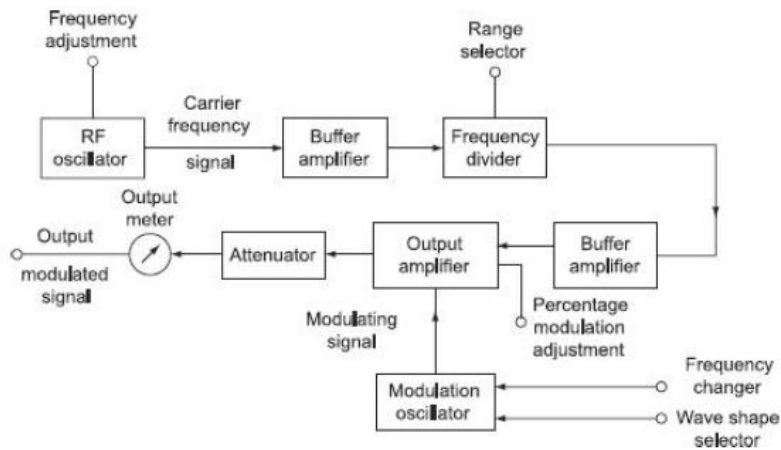 Frequency
adjustment
Range
selector
RF
oscillator
Carrier
frequency
signal
Buffer
amplifier
Frequency
divider
Output
modulated
signal
Output
meter
Attenuator
Output
amplifier
Buffer
amplifier
Percentage
modulation
adjustment
Modulating
signal
Modulation
oscillator
Frequency
changer
Wave shape
selector